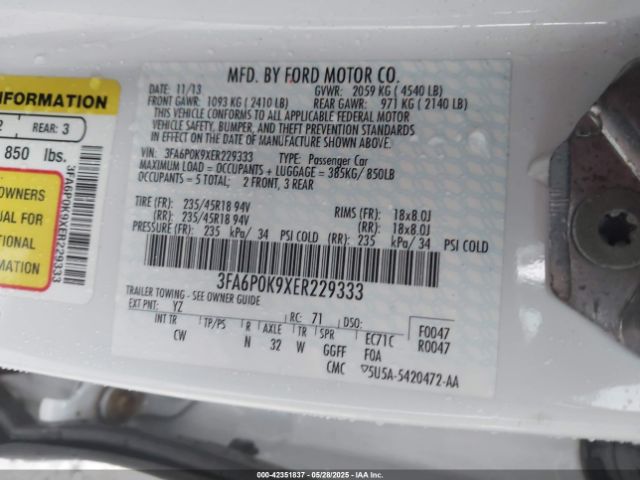 NFORMATION
2 REAR: 3
850 lbs.
OWNERS
UAL FOR
TIONAL
RMATION
3FA6P0K9XER229333
MFD. BY FORD MOTOR CO.
DATE: 11/13 GVWR: 2059 KG ( 4540 LB)
FRONT GAWR: 1093 KG ( 2410 LB) REAR GAWR: 971 KG ( 2140 LB)
THIS VEHICLE CONFORMS TO ALL APPLICABLE FEDERAL MOTOR
VEHICLE SAFETY, BUMPER, AND THEFT PREVENTION STANDARDS
IN EFFECT ON THE DATE OF MANUFACTURE SHOWN ABOVE.
VIN: 3FA6P0K9XER229333 TYPE: Passenger Car
MAXIMUM LOAD = OCCUPANTS + LUGGAGE = 385KG/ 850LB
OCCUPANTS = 5 TOTAL; 2 FRONT, 3 REAR
TIRE (FR): 235/45R18 94V RIMS (FR): 18x8.0J
(RR): 235/45R18 94V (RR): 18x8.0J
PRESSURE (FR): 235 kPa/ 34 PSI COLD (RR): 235 kPa/ 34 PSI COLD
3FA6P0K9XER229333
TRAILER TOWING - SEE OWNER GUIDE
EXT PNT: YZ RC: 71 DSO: F0047
INT TR TP/PS R AXLE TR SPR EC71C R0047
CW N 32 W GGFF F0A
CMC 5U5A-5420472-AA
00-42351837 05/28/2025 IAAI.COM